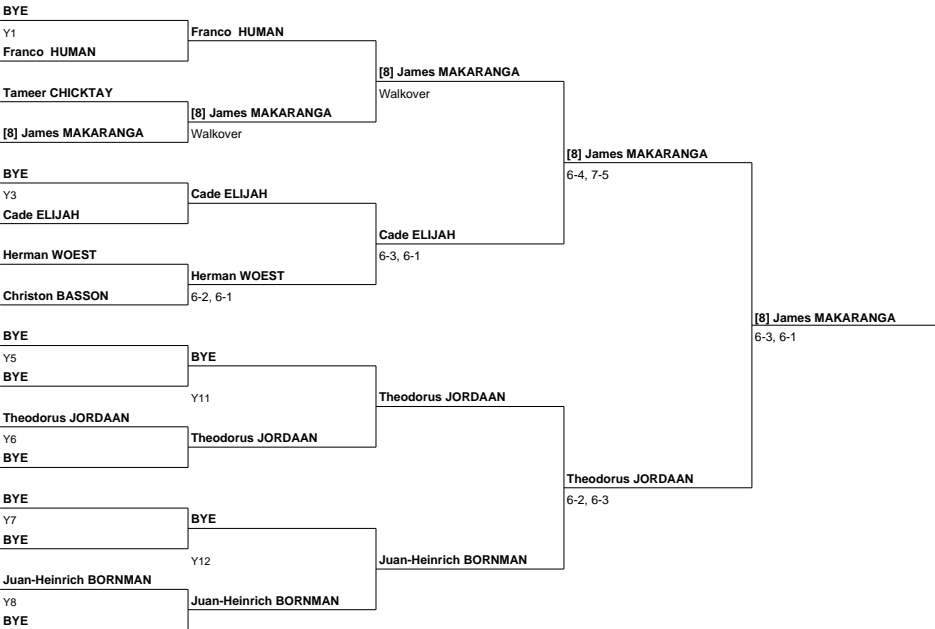 BYE
Y1
Franco HUMAN
Tameer CHICKTAY
[8] James MAKARANGA
BYE
Y3
Cade ELIJAH
Herman WOEST
Christon BASSON
BYE
Y5
BYE
Theodorus JORDAAN
Y6
BYE
BYE
Y7
BYE
Juan-Heinrich BORNMAN
Y8
BYE
Franco HUMAN
[8] James MAKARANGA
Walkover
Cade ELIJAH
Herman WOEST
6-2, 6-1
BYE
Y11
Theodorus JORDAAN
BYE
Y12
Juan-Heinrich BORNMAN
[8] James MAKARANGA
Walkover
Cade ELIJAH
6-3, 6-1
Theodorus JORDAAN
Juan-Heinrich BORNMAN
[8] James MAKARANGA
6-4, 7-5
Theodorus JORDAAN
6-2, 6-3
[8] James MAKARANGA
6-3, 6-1